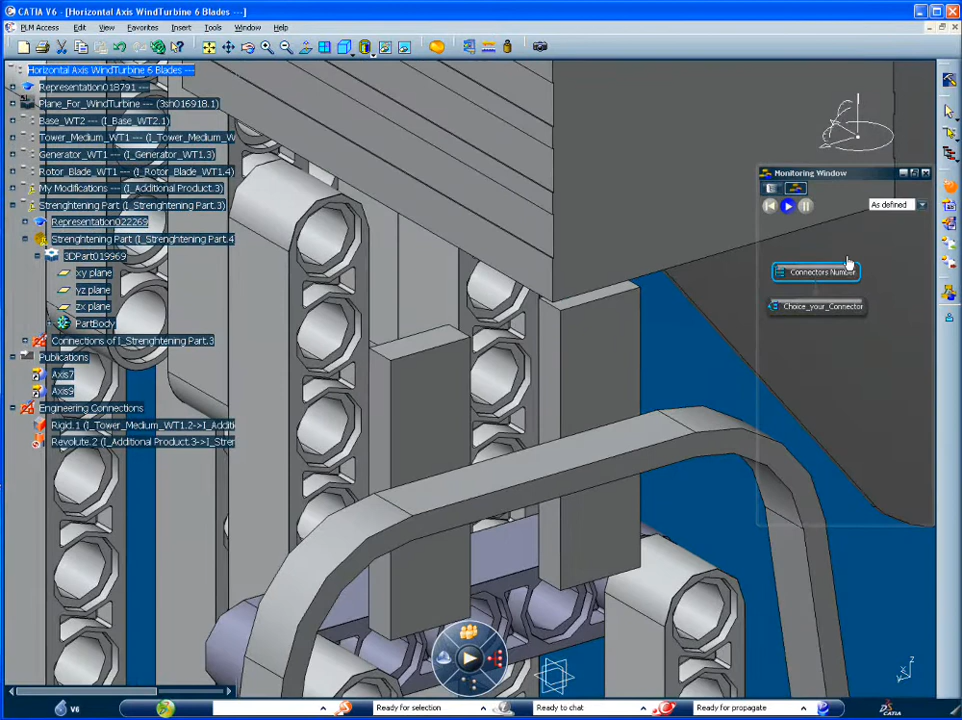 CATIA V6 - [Horizontal Axis WindTurbine 6 Blades ---]
PLM Access Edit View Favorites Insert Tools Window Help
Horizontal Axis WindTurbine 6 Blades ---
Representation018791 ---
Plane_For_WindTurbine --- (3sh016918.1)
Base_WT2 --- (I_Base_WT2.1)
Tower_Medium_WT1 --- (I_Tower_Medium_W
Generator_WT1 --- (I_Generator_WT1.3)
Rotor_Blade_WT1 --- (I_Rotor_Blade_WT1.4)
My Modifications --- (I_Additional Product.3)
Strenghtening Part (I_Strenghtening Part.3)
Representation022269
Strenghtening Part (I_Strenghtening Part.4
3DPart019969
xy plane
yz plane
zx plane
PartBody
Connections of I_Strenghtening Part.3
Publications
Axis7
Axis9
Engineering Connections
Rigid.1 (I_Tower_Medium_WT1.2->I_Additi
Revolute.2 (I_Additional Product.3->I_Stren
Monitoring Window
As defined
Connectors Number
Choice_your_Connector
z
V6
Ready for selection
Ready to chat
Ready for propagate
CATIA